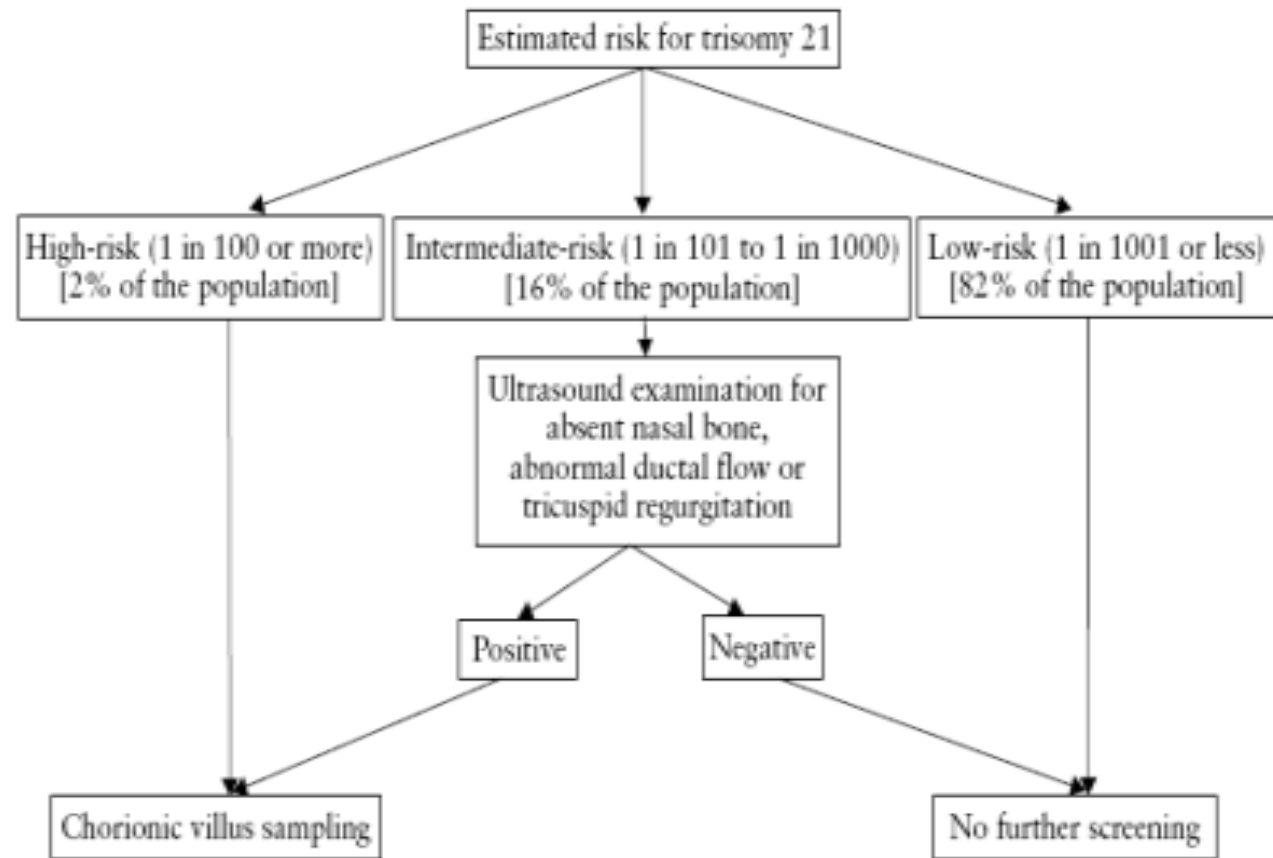 Estimated risk for trisomy 21
High-risk (1 in 100 or more)
[2% of the population]
Intermediate-risk (1 in 101 to 1 in 1000)
[16% of the population]
Low-risk (1 in 1001 or less)
[82% of the population]
Ultrasound examination for
absent nasal bone,
abnormal ductal flow or
tricuspid regurgitation
Positive
Negative
Chorionic villus sampling
No further screening